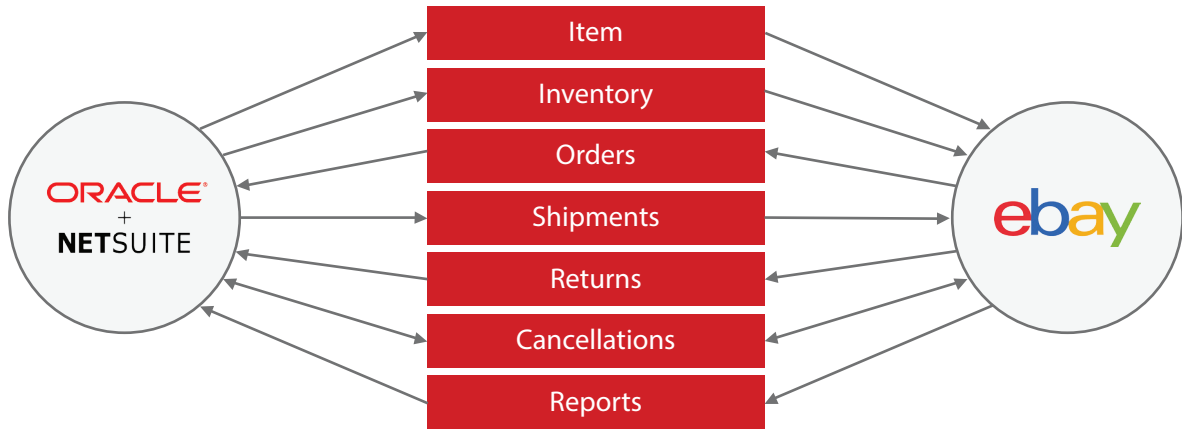 Item
Inventory
Orders
ORACLE®
+
NETSUITE
Shipments
ebay
Returns
Cancellations
Reports